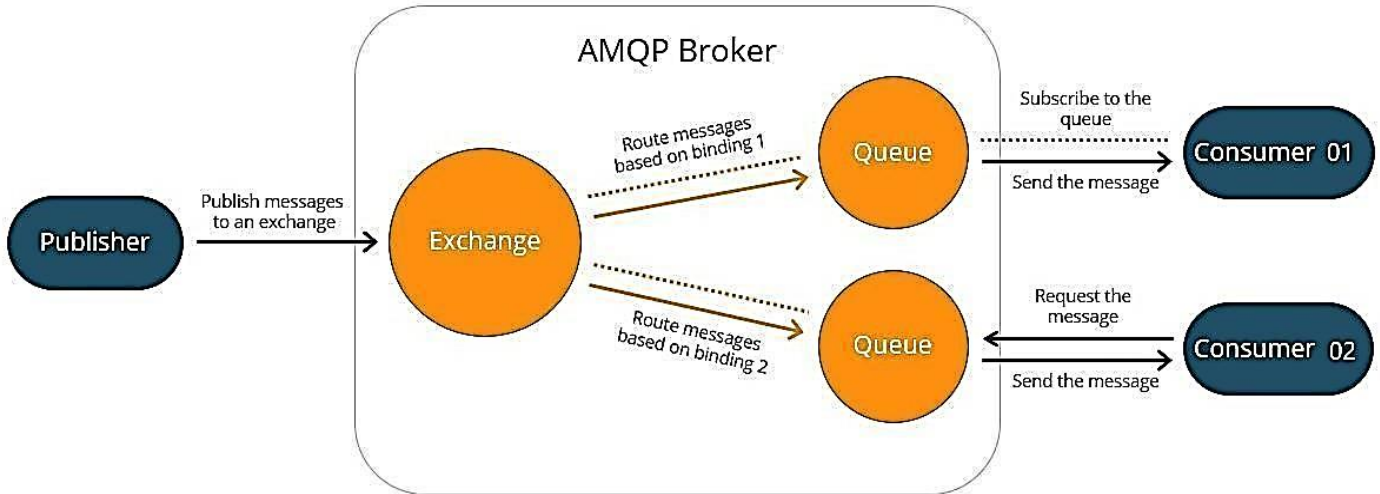 AMQP Broker
Publisher
Publish messages
to an exchange
Exchange
Route messages
based on binding 1
Route messages
based on binding 2
Queue
Queue
Subscribe to the
queue
Send the message
Consumer 01
Request the
message
Send the message
Consumer 02